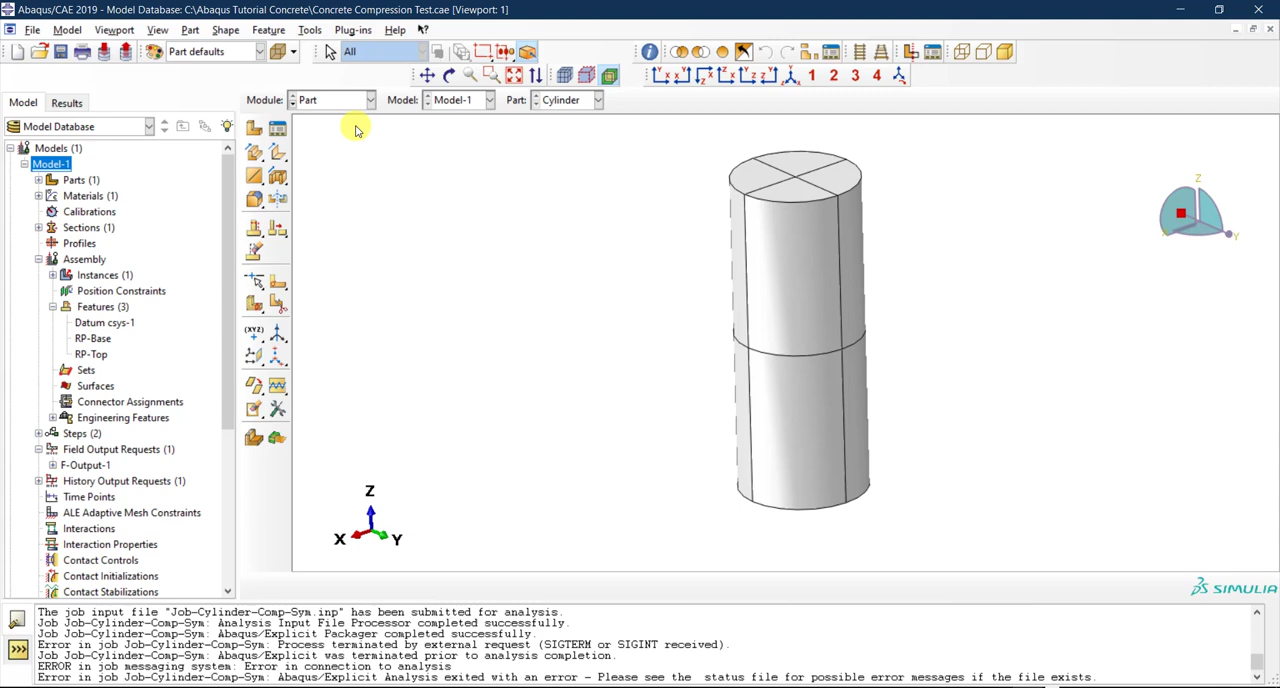 Abaqus/CAE 2019 - Model Database: C:\Abaqus Tutorial Concrete\Concrete Compression Test.cae [Viewport: 1]
File Model Viewport View Part Shape Feature Tools Plug-ins Help
Part defaults
All
1 2 3 4
Model Results
Module: Part Model: Model-1 Part: Cylinder
Model Database
Models (1)
Model-1
Parts (1)
Materials (1)
Calibrations
Sections (1)
Profiles
Assembly
Instances (1)
Position Constraints
Features (3)
Datum csys-1
RP-Base
RP-Top
Sets
Surfaces
Connector Assignments
Engineering Features
Steps (2)
Field Output Requests (1)
F-Output-1
History Output Requests (1)
Time Points
ALE Adaptive Mesh Constraints
Interactions
Interaction Properties
Contact Controls
Contact Initializations
Contact Stabilizations
(XYZ)
Z
X
Y
Z
Y
SIMULIA
The job input file "Job-Cylinder-Comp-Sym.inp" has been submitted for analysis.
Job Job-Cylinder-Comp-Sym: Analysis Input File Processor completed successfully.
Job Job-Cylinder-Comp-Sym: Abaqus/Explicit Packager completed successfully.
Error in job Job-Cylinder-Comp-Sym: Process terminated by external request (SIGTERM or SIGINT received).
Job Job-Cylinder-Comp-Sym: Abaqus/Explicit was terminated prior to analysis completion.
ERROR in job messaging system: Error in connection to analysis
Error in job Job-Cylinder-Comp-Sym: Abaqus/Explicit Analysis exited with an error - Please see the status file for possible error messages if the file exists.